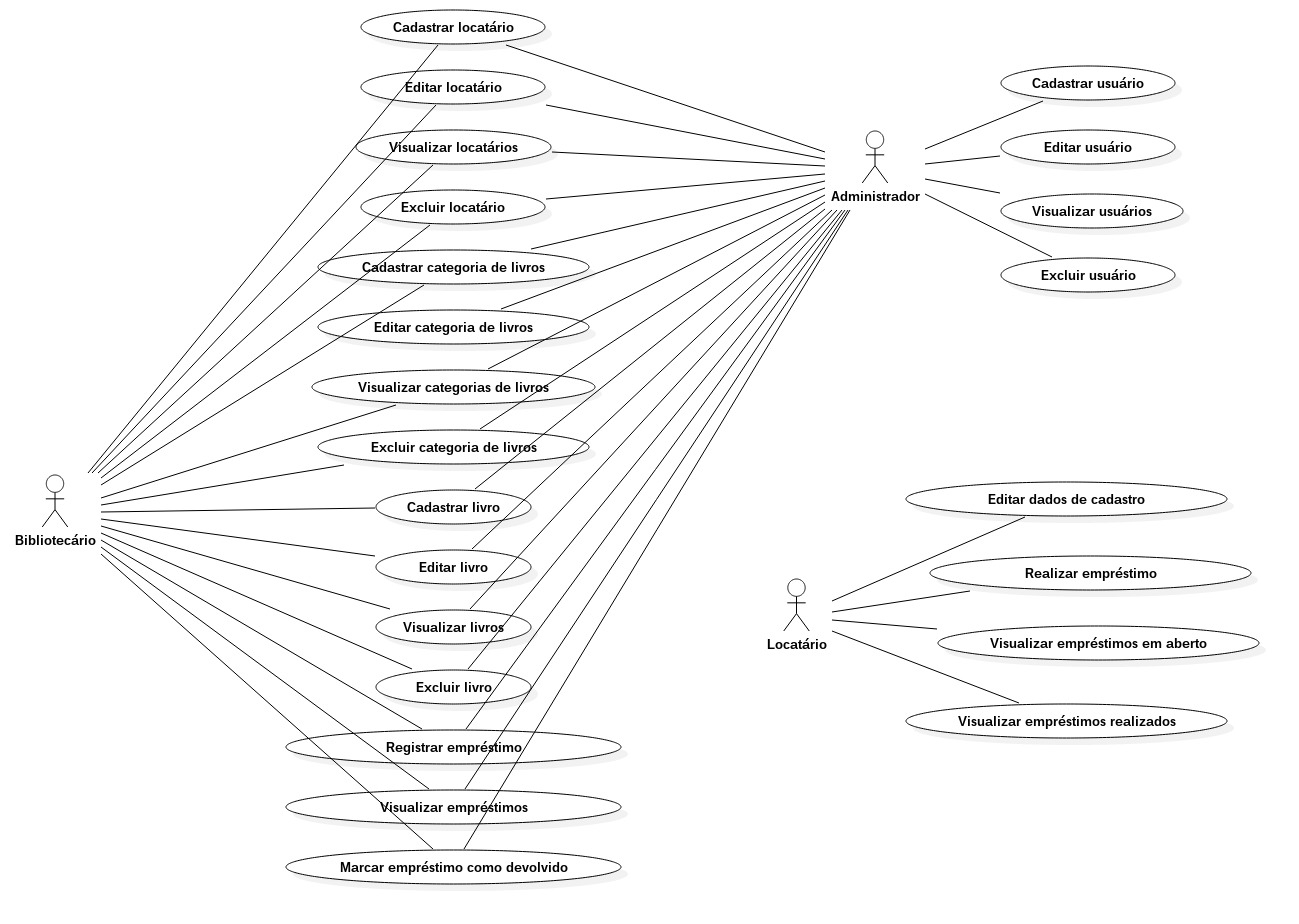 Cadastrar locatário
Editar locatário
Visualizar locatários
Excluir locatário
Cadastrar categoria de livros
Editar categoria de livros
Visualizar categorias de livros
Excluir categoria de livros
Cadastrar livro
Editar livro
Visualizar livros
Excluir livro
Registrar empréstimo
Visualizar empréstimos
Marcar empréstimo como devolvido
Bibliotecário
Administrador
Cadastrar usuário
Editar usuário
Visualizar usuários
Excluir usuário
Locatário
Editar dados de cadastro
Realizar empréstimo
Visualizar empréstimos em aberto
Visualizar empréstimos realizados